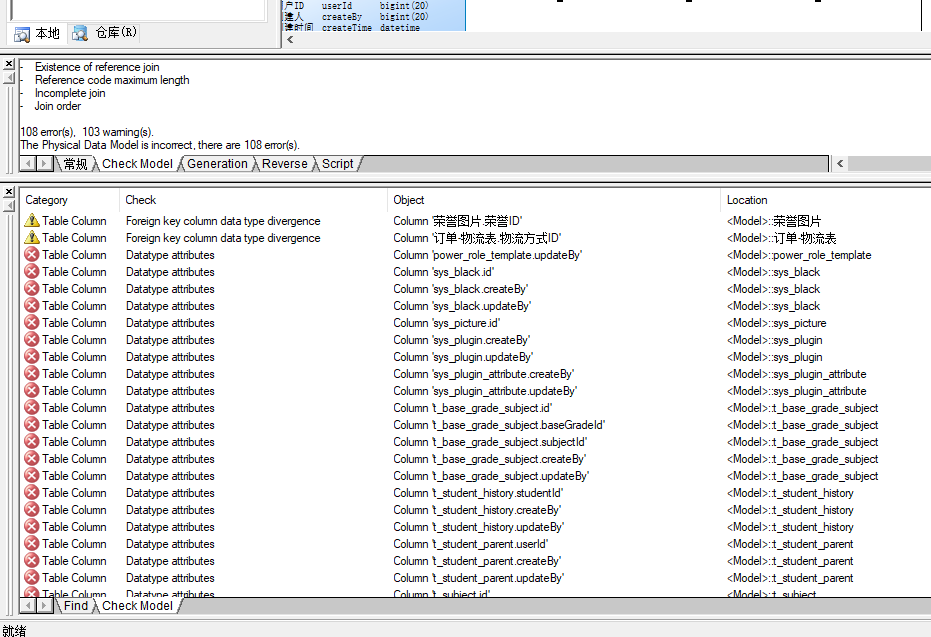 户ID userId bigint(20)
建人 createBy bigint(20)
建时间 createTime datetime
本地 仓库(R)
- Existence of reference join
- Reference code maximum length
- Incomplete join
- Join order
108 error(s), 103 warning(s).
The Physical Data Model is incorrect, there are 108 error(s).
常规 Check Model Generation Reverse Script
Category Check Object Location
Table Column Foreign key column data type divergence Column '荣誉图片.荣誉ID' <Model>::荣誉图片
Table Column Foreign key column data type divergence Column '订单-物流表.物流方式ID' <Model>::订单-物流表
Table Column Datatype attributes Column 'power_role_template.updateBy' <Model>::power_role_template
Table Column Datatype attributes Column 'sys_black.id' <Model>::sys_black
Table Column Datatype attributes Column 'sys_black.createBy' <Model>::sys_black
Table Column Datatype attributes Column 'sys_black.updateBy' <Model>::sys_black
Table Column Datatype attributes Column 'sys_picture.id' <Model>::sys_picture
Table Column Datatype attributes Column 'sys_plugin.createBy' <Model>::sys_plugin
Table Column Datatype attributes Column 'sys_plugin.updateBy' <Model>::sys_plugin
Table Column Datatype attributes Column 'sys_plugin_attribute.createBy' <Model>::sys_plugin_attribute
Table Column Datatype attributes Column 'sys_plugin_attribute.updateBy' <Model>::sys_plugin_attribute
Table Column Datatype attributes Column 't_base_grade_subject.id' <Model>::t_base_grade_subject
Table Column Datatype attributes Column 't_base_grade_subject.baseGradeId' <Model>::t_base_grade_subject
Table Column Datatype attributes Column 't_base_grade_subject.subjectId' <Model>::t_base_grade_subject
Table Column Datatype attributes Column 't_base_grade_subject.createBy' <Model>::t_base_grade_subject
Table Column Datatype attributes Column 't_base_grade_subject.updateBy' <Model>::t_base_grade_subject
Table Column Datatype attributes Column 't_student_history.studentId' <Model>::t_student_history
Table Column Datatype attributes Column 't_student_history.createBy' <Model>::t_student_history
Table Column Datatype attributes Column 't_student_history.updateBy' <Model>::t_student_history
Table Column Datatype attributes Column 't_student_parent.userId' <Model>::t_student_parent
Table Column Datatype attributes Column 't_student_parent.createBy' <Model>::t_student_parent
Table Column Datatype attributes Column 't_student_parent.updateBy' <Model>::t_student_parent
Table Column Datatype attributes Column 't_subject.id' <Model>::t_subject
Find Check Model
就绪